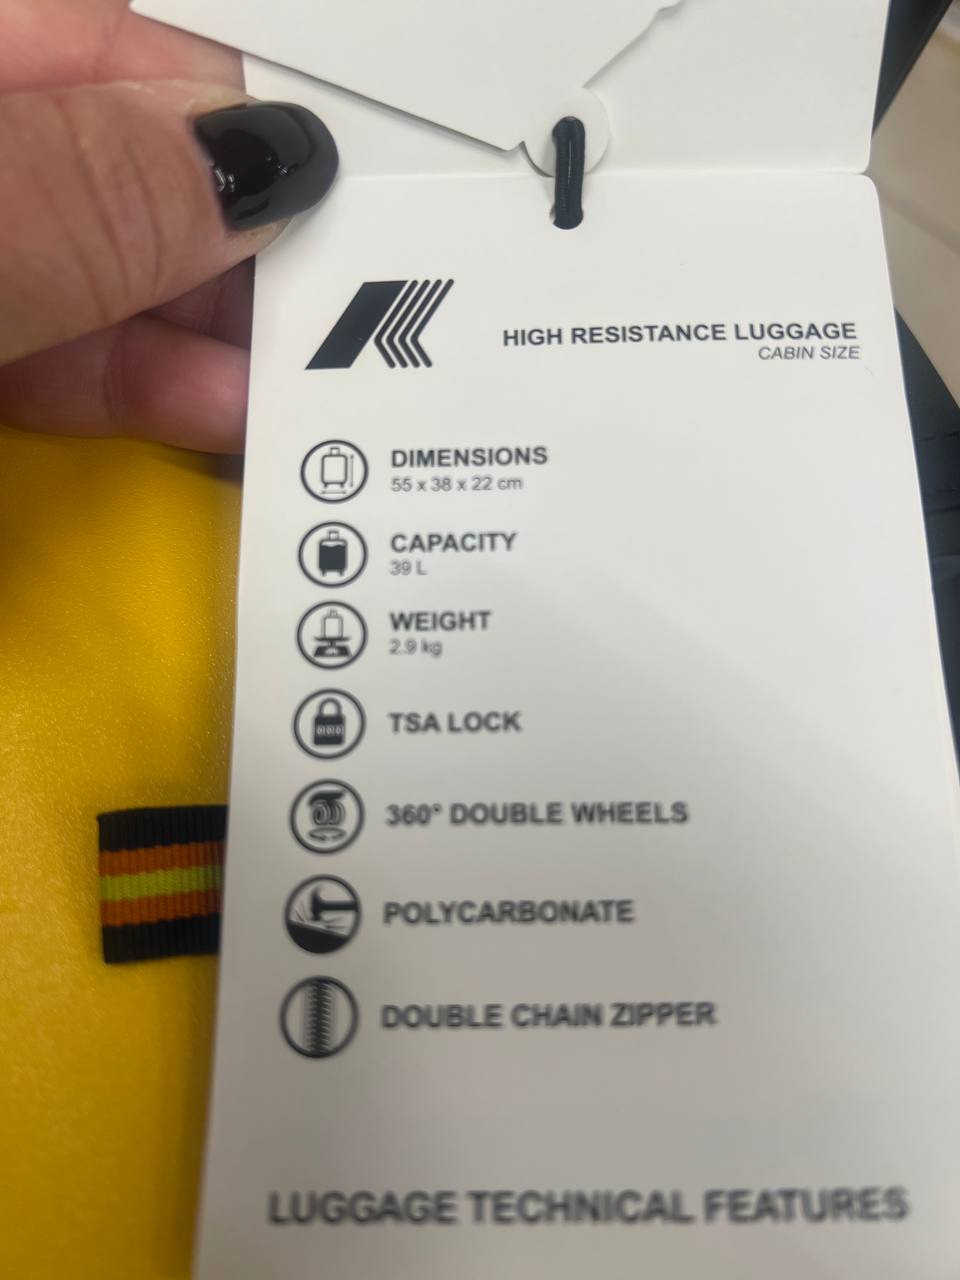 HIGH RESISTANCE LUGGAGE
CABIN SIZE
DIMENSIONS
55 x 38 x 22 cm
CAPACITY
39 L
WEIGHT
2.9 kg
TSA LOCK
360° DOUBLE WHEELS
POLYCARBONATE
DOUBLE CHAIN ZIPPER
LUGGAGE TECHNICAL FEATURES